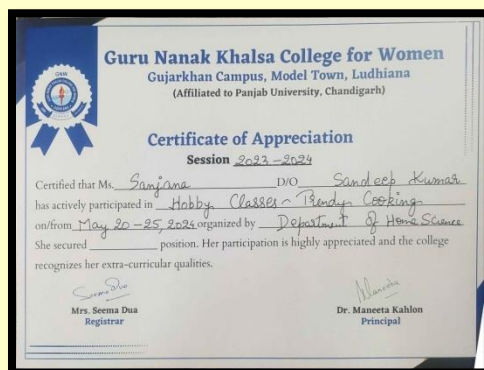 GNKW
Guru Nanak Khalsa College for Women
Gujarkhan Campus, Model Town, Ludhiana
(Affiliated to Panjab University, Chandigarh)
Certificate of Appreciation
Session 2023-2024
Certified that Ms. Sanjana D/O Sandeep Kumar
has actively participated in Hobby Classes - Trendy Cooking
on/from May 20-25, 2024 organized by Department of Home Science
She secured ________ position. Her participation is highly appreciated and the college
recognizes her extra-curricular qualities.
Mrs. Seema Dua
Registrar
Dr. Maneeta Kahlon
Principal